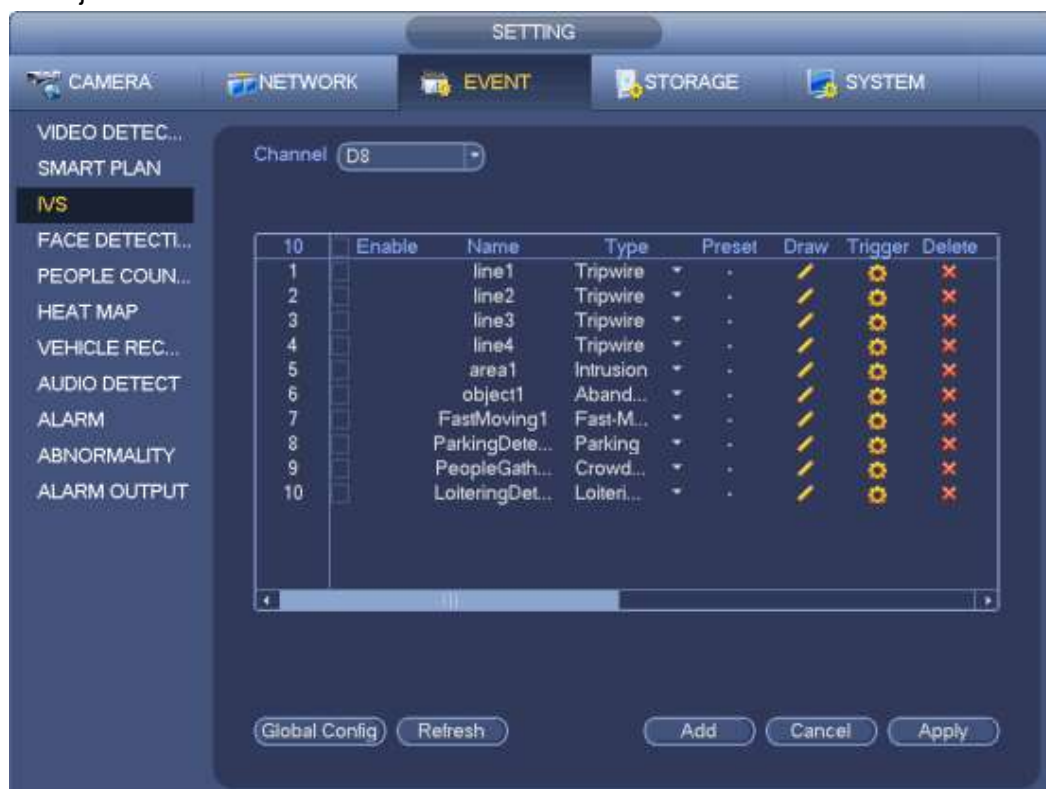 SETTING
CAMERA NETWORK EVENT STORAGE SYSTEM
VIDEO DETEC...
SMART PLAN
IVS
FACE DETECTI...
PEOPLE COUN...
HEAT MAP
VEHICLE REC...
AUDIO DETECT
ALARM
ABNORMALITY
ALARM OUTPUT
Channel D8
10 Enable Name Type Preset Draw Trigger Delete
1 line1 Tripwire -
2 line2 Tripwire -
3 line3 Tripwire -
4 line4 Tripwire -
5 area1 Intrusion -
6 object1 Aband... -
7 FastMoving1 Fast-M... -
8 ParkingDete... Parking -
9 PeopleGath... Crowd... -
10 LoiteringDet... Loiteri... -
Global Config Refresh Add Cancel Apply